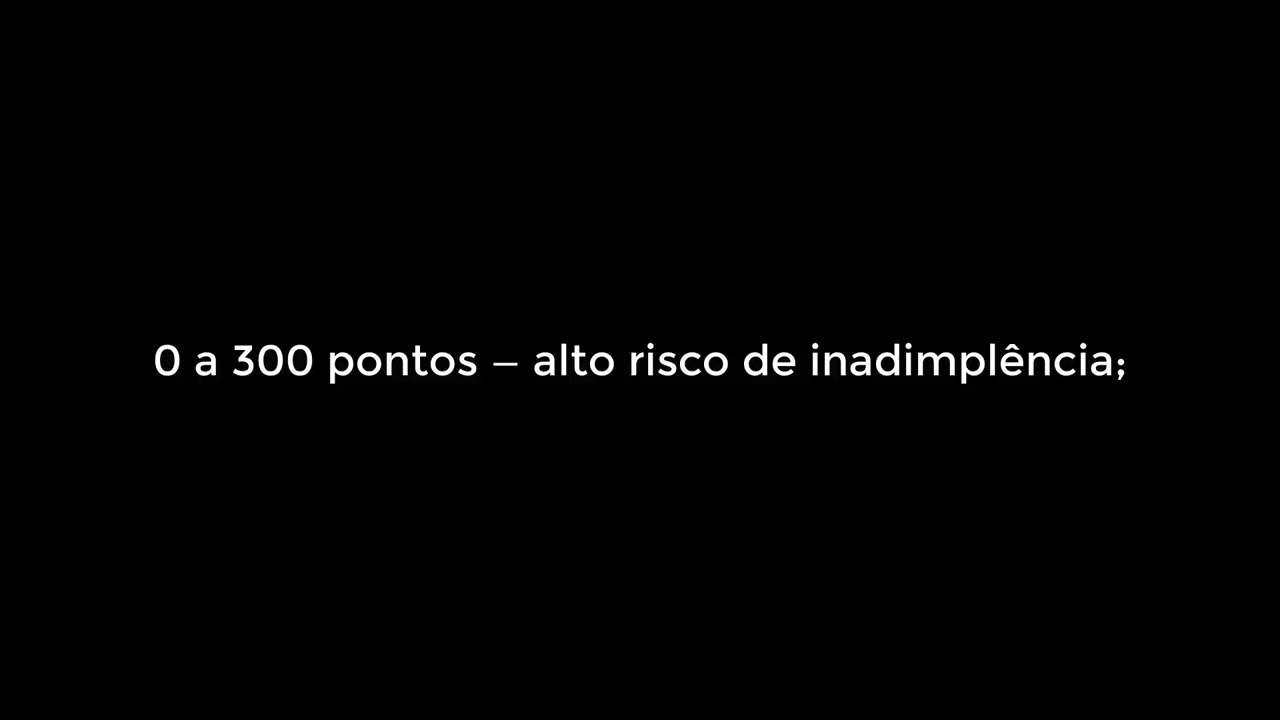 0 a 300 pontos – alto risco de inadimplência;